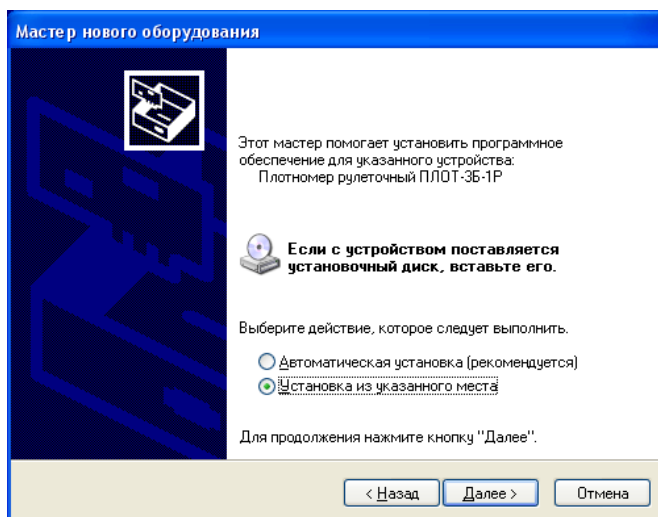 Мастер нового оборудования
Этот мастер помогает установить программное
обеспечение для указанного устройства:
Плотномер рулеточный ПЛОТ-3Б-1Р
Если с устройством поставляется
установочный диск, вставьте его.
Выберите действие, которое следует выполнить.
Автоматическая установка (рекомендуется)
Установка из указанного места
Для продолжения нажмите кнопку "Далее".
< Назад Далее > Отмена